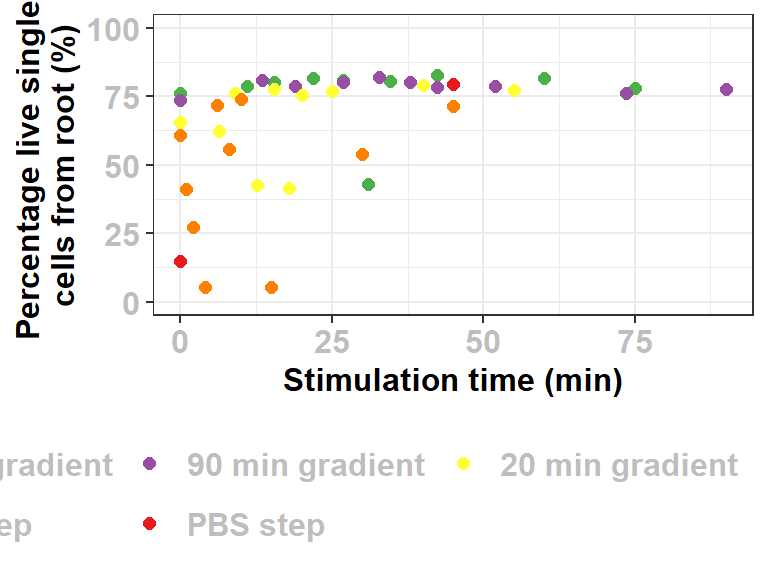 Percentage live single
cells from root (%)
100
75
50
25
0
0 25 50 75
Stimulation time (min)
gradient 90 min gradient 20 min gradient
ep PBS step